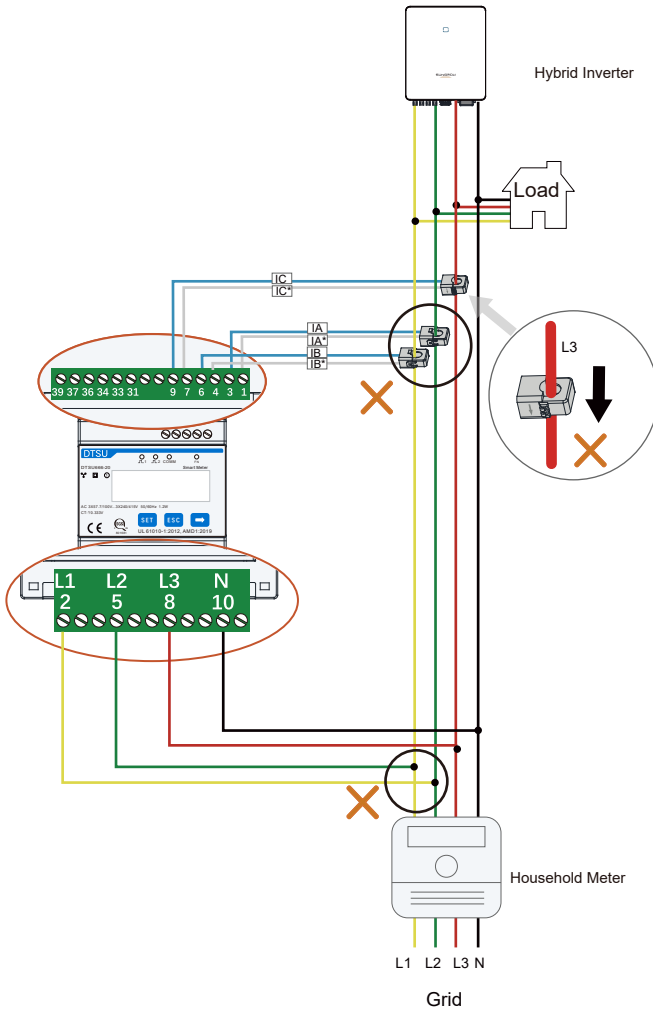 Hybrid Inverter
Load
IC
IC*
IA
IA*
IB
IB*
L3
39 37 36 34 33 31 9 7 6 4 3 1
DTSU
DTSU666-20
Smart Meter
COMM
SET ESC
UL 61010-1:2012, AMD1:2019
CE
L1 L2 L3 N
2 5 8 10
Household Meter
L1 L2 L3 N
Grid